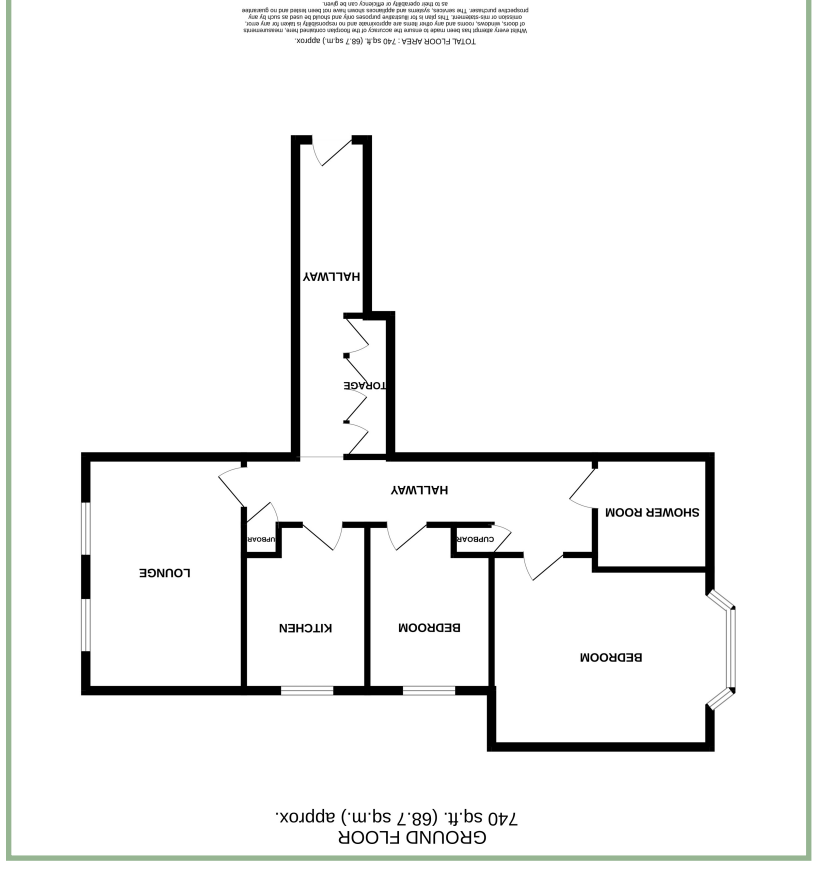 GROUND FLOOR
740 sq.ft. (68.7 sq.m.) approx.
BEDROOM
BEDROOM
KITCHEN
LOUNGE
CUPBOAR
UPBOAR
SHOWER ROOM
HALLWAY
TORAGE
HALLWAY
TOTAL FLOOR AREA : 740 sq.ft. (68.7 sq.m.) approx.
Whilst every attempt has been made to ensure the accuracy of the floorplan contained here, measurements
of doors, windows, rooms and any other items are approximate and no responsibility is taken for any error,
omission or mis-statement. This plan is for illustrative purposes only and should be used as such by any
prospective purchaser. The services, systems and appliances shown have not been tested and no guarantee
as to their operability or efficiency can be given.